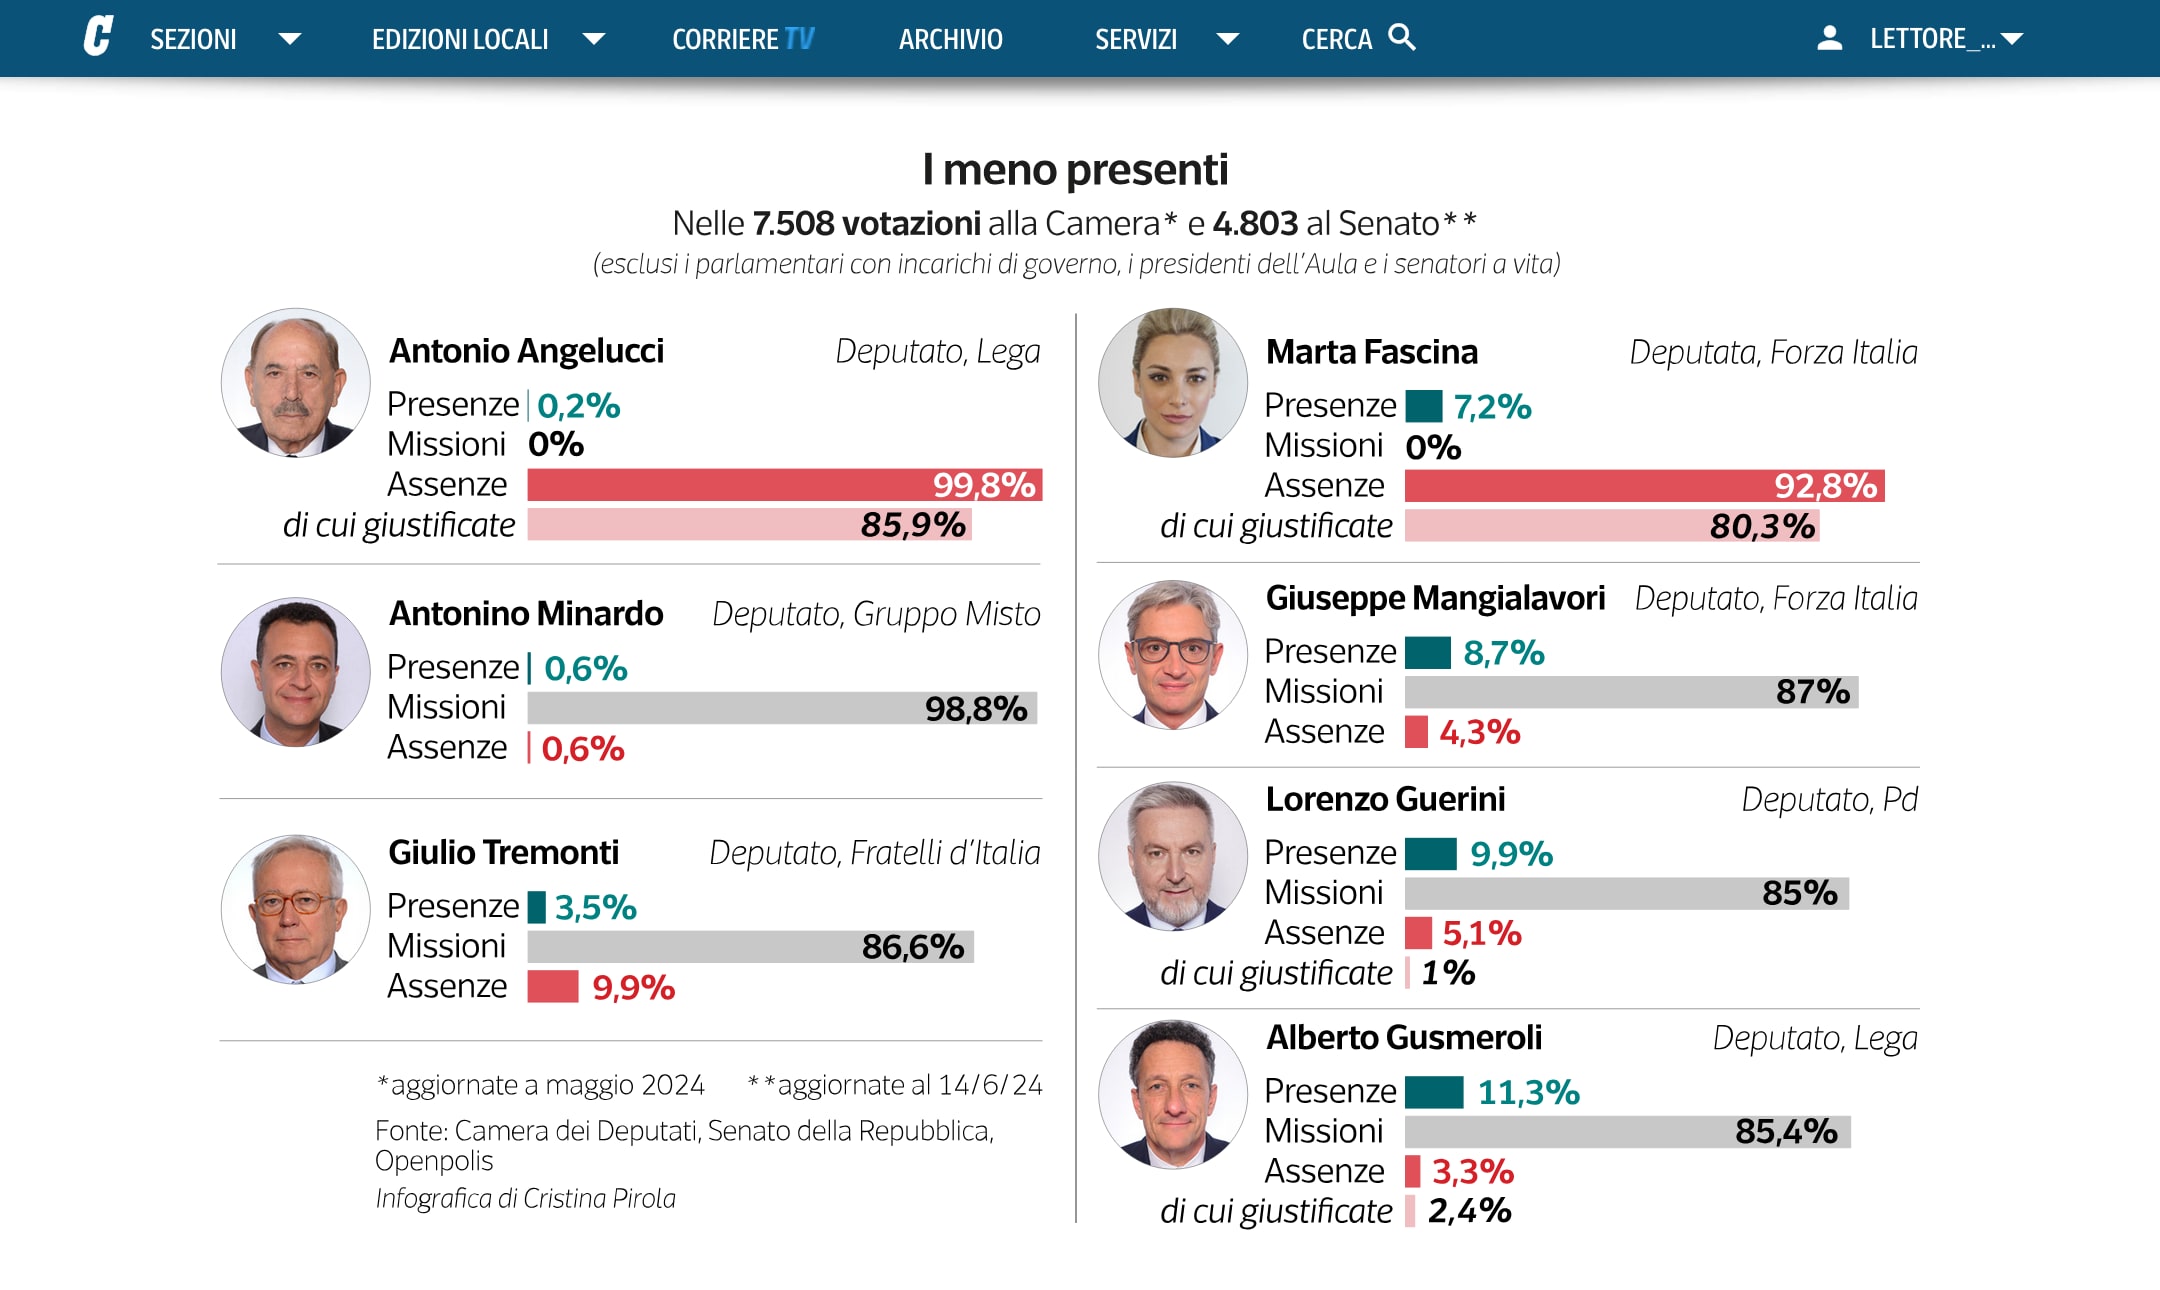 C SEZIONI EDIZIONI LOCALI CORRIERE TV ARCHIVIO SERVIZI CERCA LETTORE_...
I meno presenti
Nelle 7.508 votazioni alla Camera* e 4.803 al Senato**
(esclusi i parlamentari con incarichi di governo, i presidenti dell'Aula e i senatori a vita)
Antonio Angelucci Deputato, Lega
Presenze 0,2%
Missioni 0%
Assenze 99,8%
di cui giustificate 85,9%
Antonino Minardo Deputato, Gruppo Misto
Presenze 0,6%
Missioni 98,8%
Assenze 0,6%
Giulio Tremonti Deputato, Fratelli d'Italia
Presenze 3,5%
Missioni 86,6%
Assenze 9,9%
*aggiornate a maggio 2024 **aggiornate al 14/6/24
Fonte: Camera dei Deputati, Senato della Repubblica,
Openpolis
Infografica di Cristina Pirola
Marta Fascina Deputata, Forza Italia
Presenze 7,2%
Missioni 0%
Assenze 92,8%
di cui giustificate 80,3%
Giuseppe Mangialavori Deputato, Forza Italia
Presenze 8,7%
Missioni 87%
Assenze 4,3%
Lorenzo Guerini Deputato, Pd
Presenze 9,9%
Missioni 85%
Assenze 5,1%
di cui giustificate 1%
Alberto Gusmeroli Deputato, Lega
Presenze 11,3%
Missioni 85,4%
Assenze 3,3%
di cui giustificate 2,4%